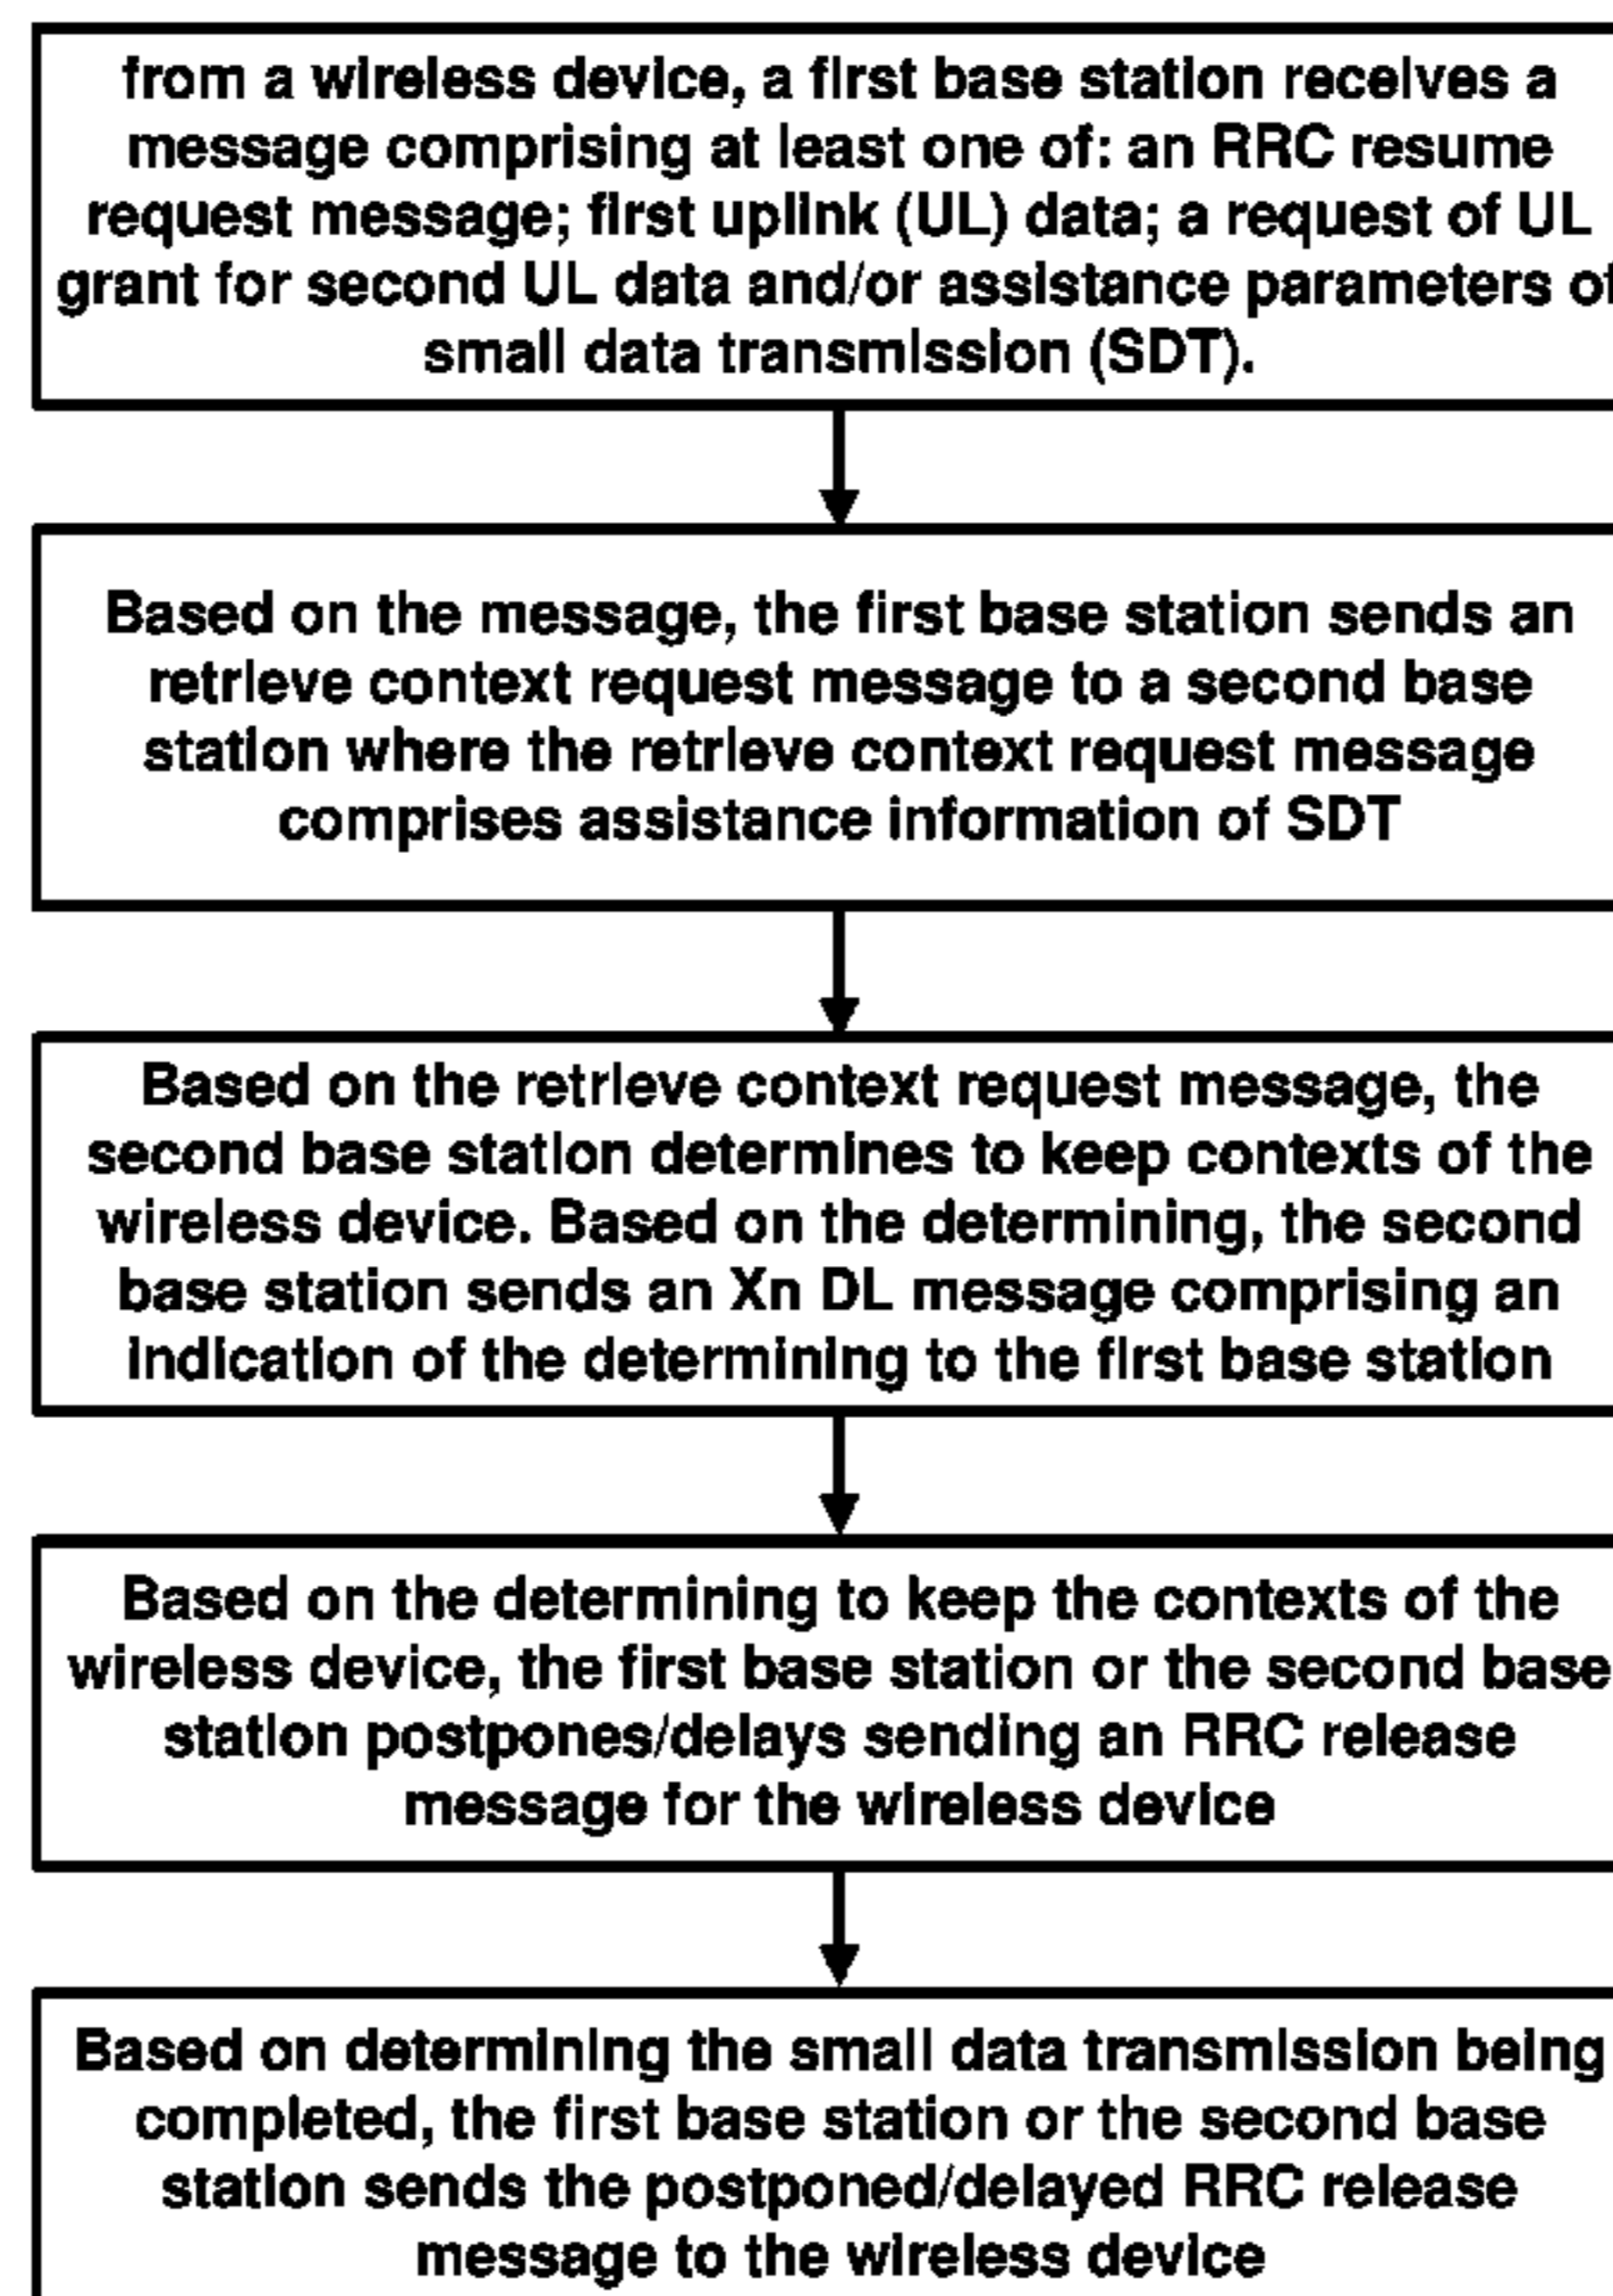 from a wireless device, a first base station receives a
message comprising at least one of: an RRC resume
request message; first uplink (UL) data; a request of UL
grant for second UL data and/or assistance parameters of
small data transmission (SDT).
Based on the message, the first base station sends an
retrieve context request message to a second base
station where the retrieve context request message
comprises assistance information of SDT
Based on the retrieve context request message, the
second base station determines to keep contexts of the
wireless device. Based on the determining, the second
base station sends an Xn DL message comprising an
indication of the determining to the first base station
Based on the determining to keep the contexts of the
wireless device, the first base station or the second base
station postpones/delays sending an RRC release
message for the wireless device
Based on determining the small data transmission being
completed, the first base station or the second base
station sends the postponed/delayed RRC release
message to the wireless device